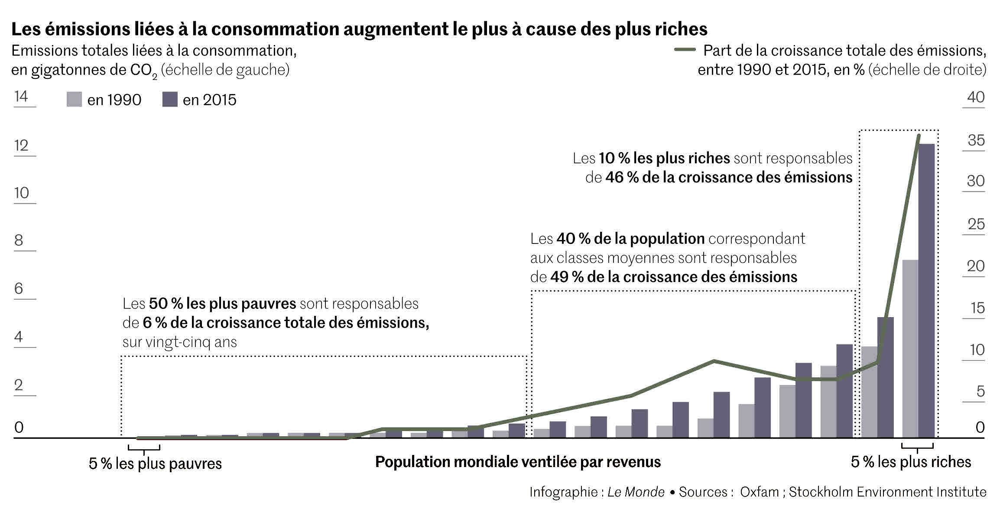 Les émissions liées à la consommation augmentent le plus à cause des plus riches
Emissions totales liées à la consommation,
en gigatonnes de CO₂ (échelle de gauche)
Part de la croissance totale des émissions,
entre 1990 et 2015, en % (échelle de droite)
en 1990
en 2015
14
12
10
8
6
4
2
0
40
35
30
25
20
15
10
5
0
Les 10 % les plus riches sont responsables
de 46 % de la croissance des émissions
Les 40 % de la population correspondant
aux classes moyennes sont responsables
de 49 % de la croissance des émissions
Les 50 % les plus pauvres sont responsables
de 6 % de la croissance totale des émissions,
sur vingt-cinq ans
5 % les plus pauvres
Population mondiale ventilée par revenus
5 % les plus riches
Infographie : Le Monde • Sources : Oxfam ; Stockholm Environment Institute